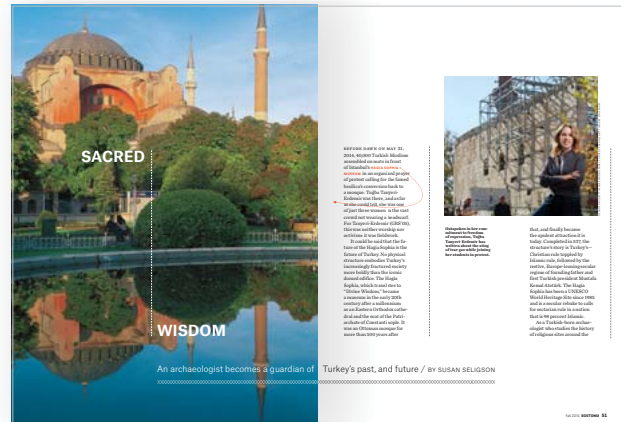 SACRED
WISDOM
An archaeologist becomes a guardian of Turkey's past, and future / BY SUSAN SELIGSON
BEFORE DAWN ON MAY 31,
2014, 40,000 Turkish Muslims
assembled on mats in front
of Istanbul's HAGIA SOPHIA
MUSEUM in an organized prayer
of protest calling for the famed
basilica's conversion back to
a mosque. Tuğba Tanyeri-
Erdemir was there, and as far
as she could tell, she was one
of just three women in the vast
crowd not wearing a headscarf.
For Tanyeri-Erdemir
this was neither worship nor
activism: it was fieldwork.
It could be said that the fu-
ture of the Hagia Sophia is the
future of Turkey. No physical
structure embodies Turkey's
increasingly fractured society
more boldly than the iconic
domed edifice. The Hagia
Sophia, which translates to
"Divine Wisdom," became
a museum in the early 20th
century after a millennium
as an Eastern Orthodox cathe-
dral and the seat of the Patri-
archate of Constantinople. It
was an Ottoman mosque for
more than 500 years after
Outspoken in her com-
mitment to freedom
of expression, Tuğba
Tanyeri-Erdemir has
written about the sting
of tear gas while joining
her students in protest.
that, and finally became
the opulent attraction it is
today. Completed in 537, the
structure's story is Turkey's—
Christian rule toppled by
Islamic rule, followed by the
restive, Europe-leaning secular
regime of founding father and
first Turkish president Mustafa
Kemal Atatürk. The Hagia
Sophia has been a UNESCO
World Heritage Site since 1985
and is a secular rebuke to calls
for sectarian rule in a nation
that is 98 percent Islamic.
As a Turkish-born archae-
ologist who studies the history
of religious sites around the
Fall 2014 BOSTONIA 51